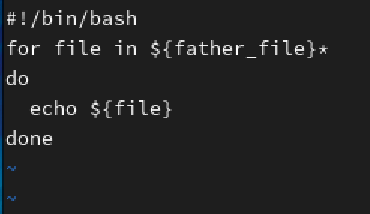 #!/bin/bash
for file in ${father_file}*
do
  echo ${file}
done
~
~